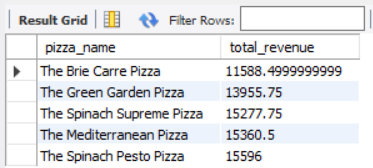 Result Grid Filter Rows:
pizza_name total_revenue
The Brie Carre Pizza 11588.4999999999
The Green Garden Pizza 13955.75
The Spinach Supreme Pizza 15277.75
The Mediterranean Pizza 15360.5
The Spinach Pesto Pizza 15596